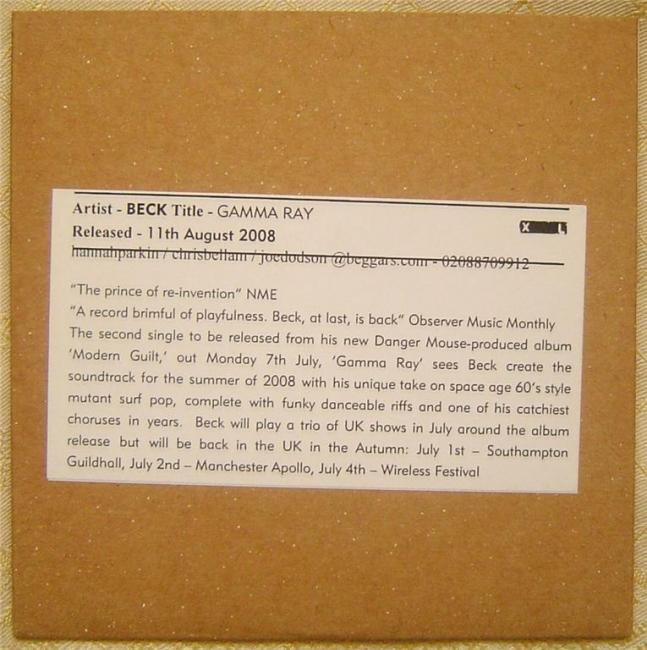 Artist - BECK Title - GAMMA RAY
Released - 11th August 2008
X L
hannahparkin / chrisbellam / joedodson @beggars.com - 02088709912
"The prince of re-invention" NME
"A record brimful of playfulness. Beck, at last, is back" Observer Music Monthly
The second single to be released from his new Danger Mouse-produced album
'Modern Guilt,' out Monday 7th July, 'Gamma Ray' sees Beck create the
soundtrack for the summer of 2008 with his unique take on space age 60's style
mutant surf pop, complete with funky danceable riffs and one of his catchiest
choruses in years. Beck will play a trio of UK shows in July around the album
release but will be back in the UK in the Autumn: July 1st – Southampton
Guildhall, July 2nd – Manchester Apollo, July 4th – Wireless Festival